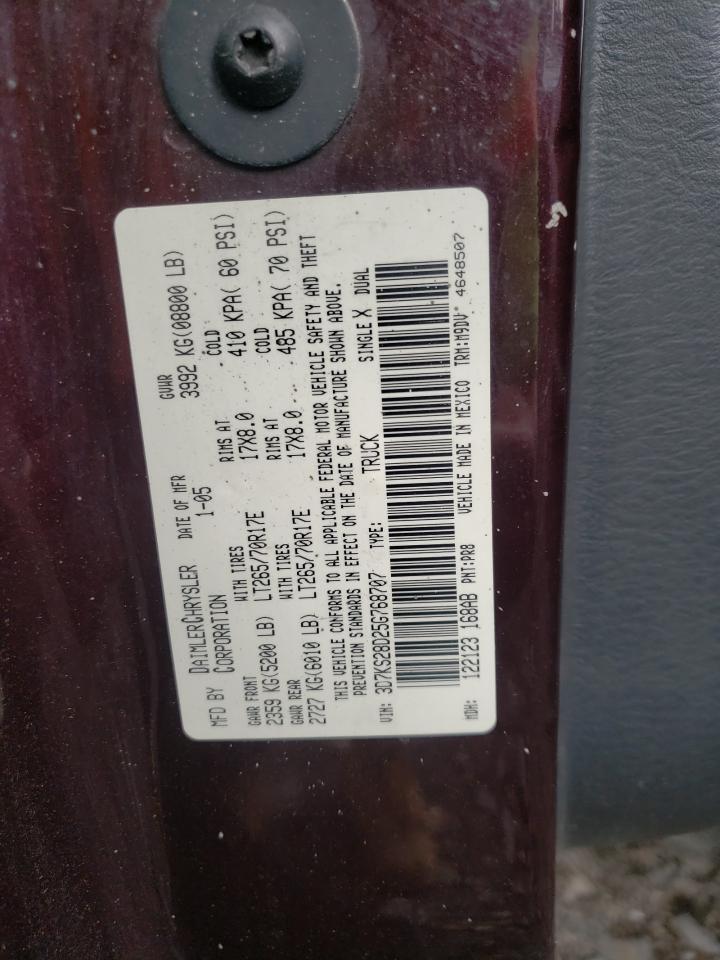 MFD BY DAIMLERCHRYSLER CORPORATION DATE OF MFR 1-05 GVWR 3992 KG(08800 LB)
GAWR FRONT WITH TIRES RIMS AT COLD
2359 KG(5200 LB) LT265/70R17E 17X8.0 410 KPA( 60 PSI)
GAWR REAR WITH TIRES RIMS AT COLD
2727 KG(6010 LB) LT265/70R17E 17X8.0 485 KPA( 70 PSI)
THIS VEHICLE CONFORMS TO ALL APPLICABLE FEDERAL MOTOR VEHICLE SAFETY AND THEFT
PREVENTION STANDARDS IN EFFECT ON THE DATE OF MANUFACTURE SHOWN ABOVE.
VIN: 3D7KS28D25G768707 TYPE: TRUCK SINGLE X DUAL
MDH: 122123 168AB PNT:PR8 VEHICLE MADE IN MEXICO TRM:M9DV* 4648507